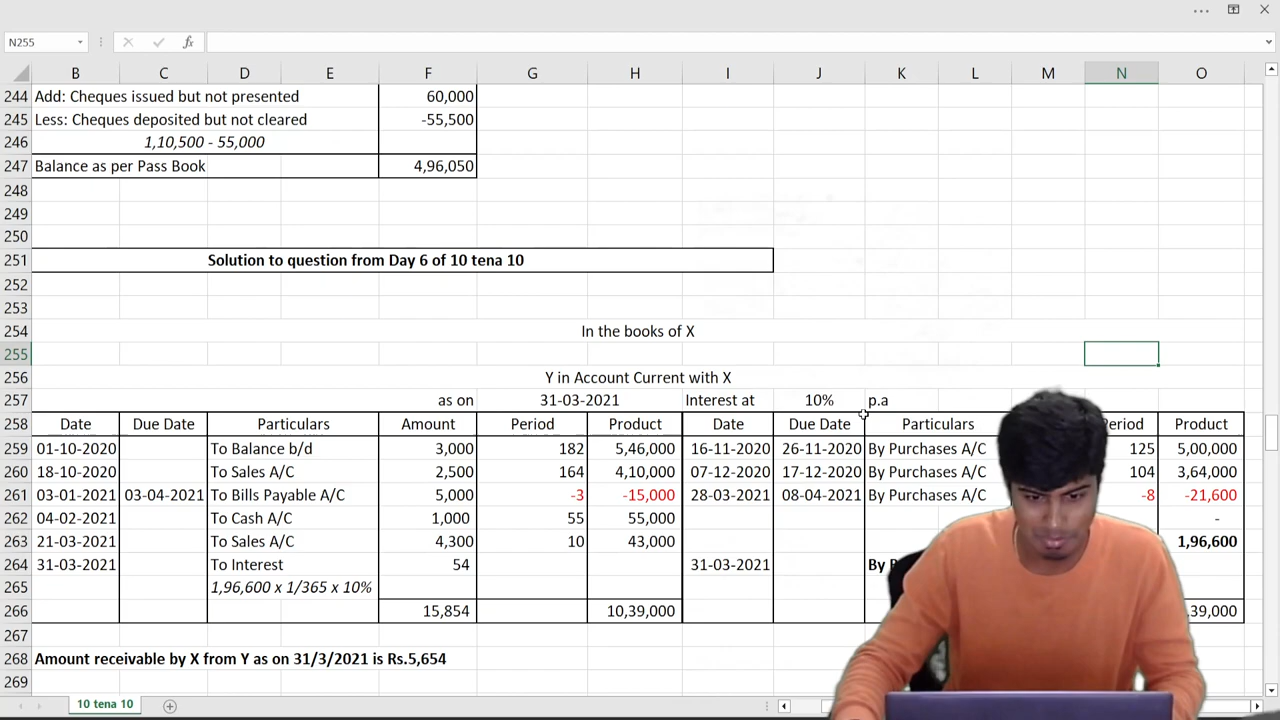 N255
fx
B C D E F G H I J K L M N O
244 Add: Cheques issued but not presented 60,000
245 Less: Cheques deposited but not cleared -55,500
246 1,10,500 - 55,000
247 Balance as per Pass Book 4,96,050
248
249
250
251 Solution to question from Day 6 of 10 tena 10
252
253
254 In the books of X
255
256 Y in Account Current with X
257 as on 31-03-2021 Interest at 10% p.a
258 Date Due Date Particulars Amount Period Product Date Due Date Particulars Period Product
259 01-10-2020 To Balance b/d 3,000 182 5,46,000 16-11-2020 26-11-2020 By Purchases A/C 125 5,00,000
260 18-10-2020 To Sales A/C 2,500 164 4,10,000 07-12-2020 17-12-2020 By Purchases A/C 104 3,64,000
261 03-01-2021 03-04-2021 To Bills Payable A/C 5,000 -3 -15,000 28-03-2021 08-04-2021 By Purchases A/C -8 -21,600
262 04-02-2021 To Cash A/C 1,000 55 55,000 -
263 21-03-2021 To Sales A/C 4,300 10 43,000 1,96,600
264 31-03-2021 To Interest 54 31-03-2021 By
265 1,96,600 x 1/365 x 10%
266 15,854 10,39,000 39,000
267
268 Amount receivable by X from Y as on 31/3/2021 is Rs.5,654
269
10 tena 10